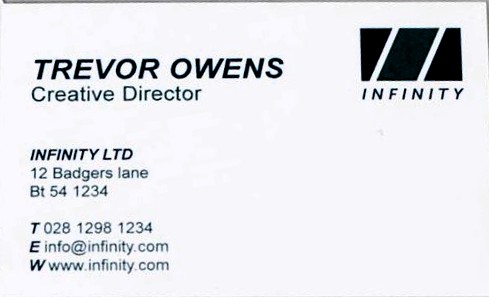 TREVOR OWENS
Creative Director
INFINITY
INFINITY LTD
12 Badgers lane
Bt 54 1234
T 028 1298 1234
E info@infinity.com
W www.infinity.com